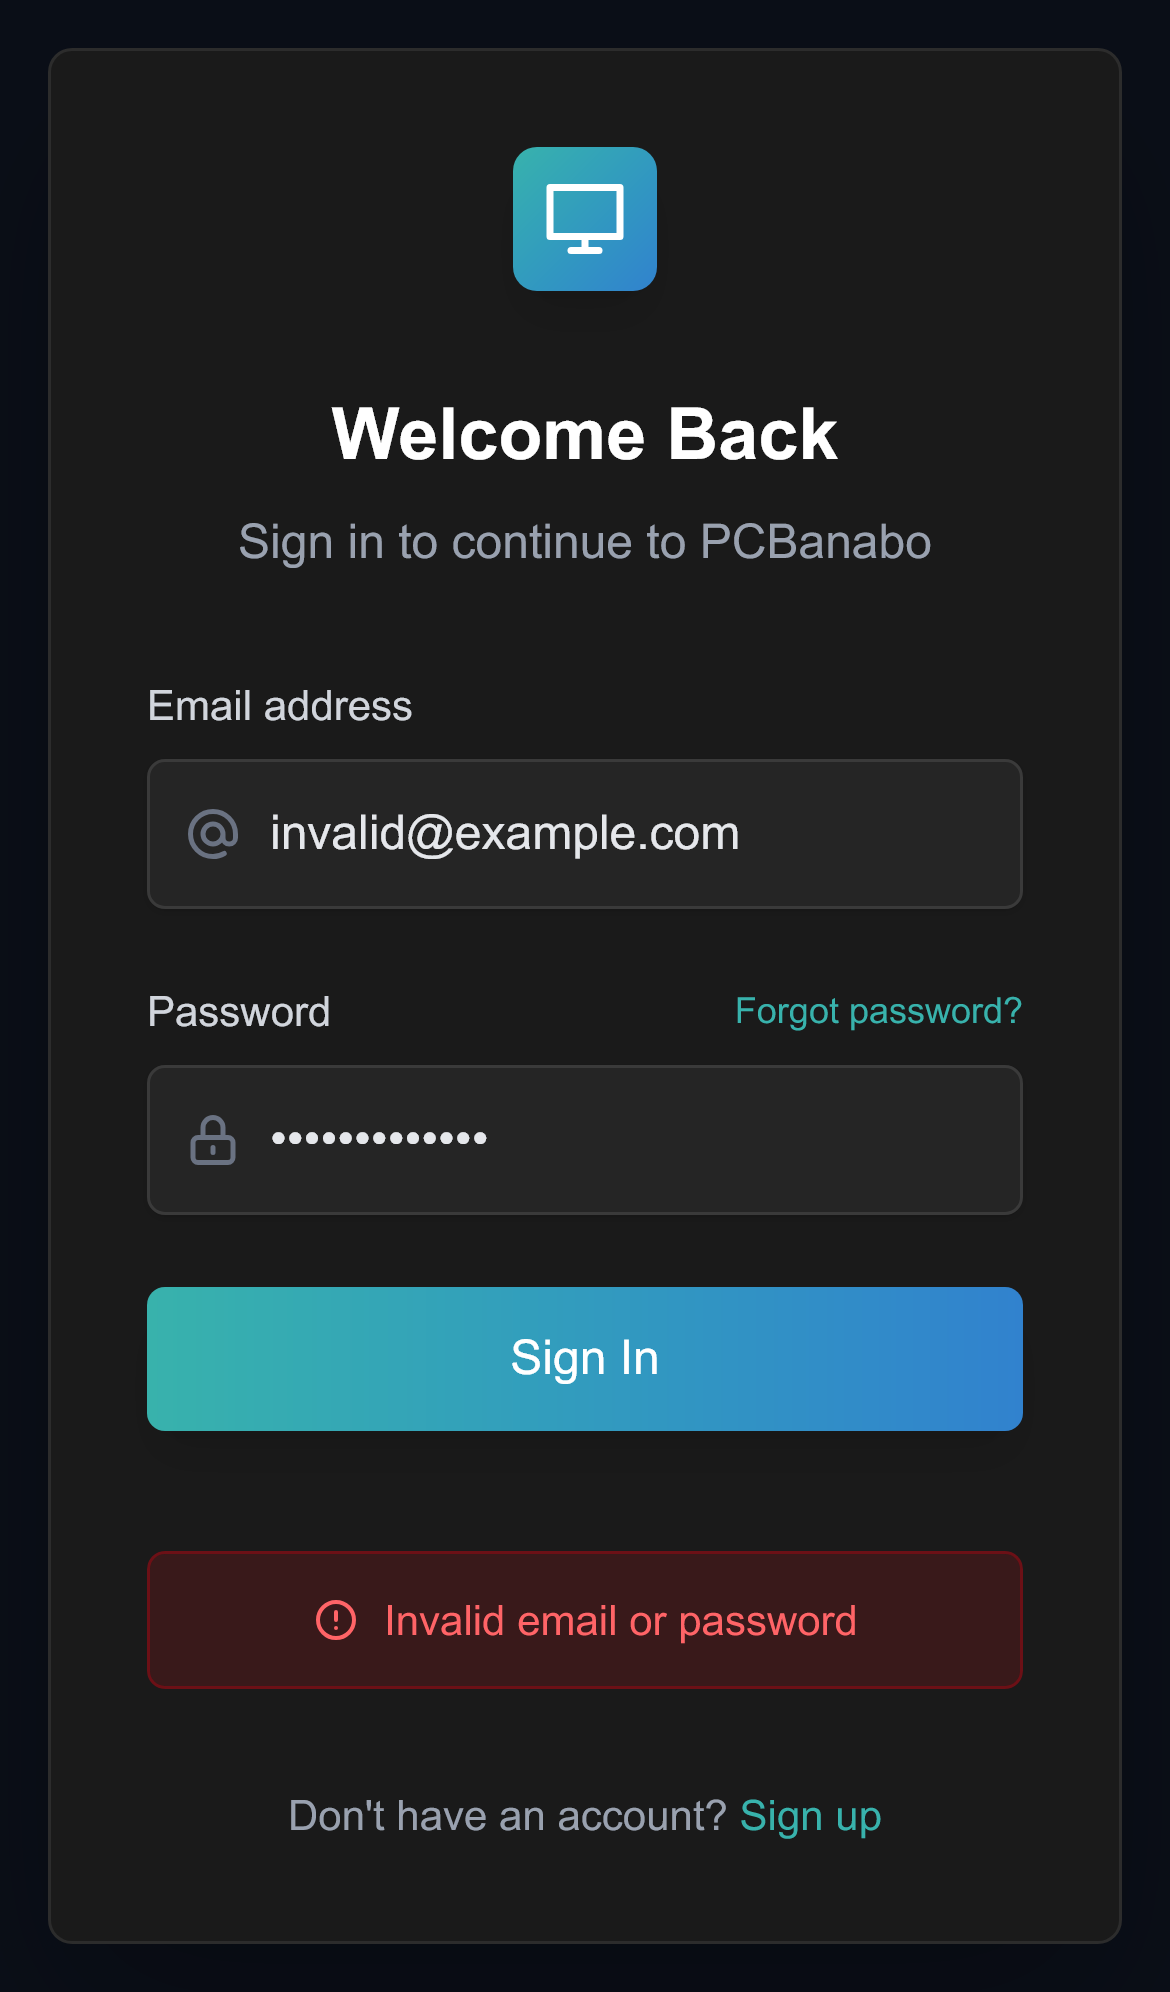 Welcome Back
Sign in to continue to PCBanabo
Email address
invalid@example.com
Password
Forgot password?
•••••••••••••
Sign In
Invalid email or password
Don't have an account? Sign up